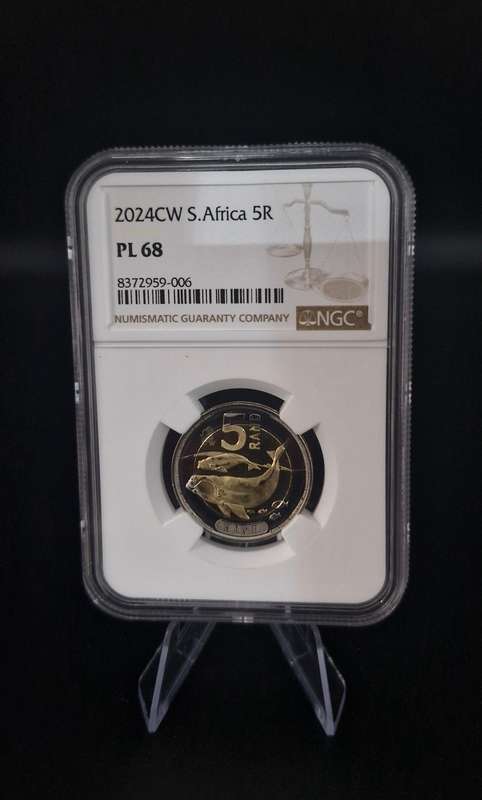 2024CW S.Africa 5R
PL 68
8372959-006
NUMISMATIC GUARANTY COMPANY NGC®
5
RAND